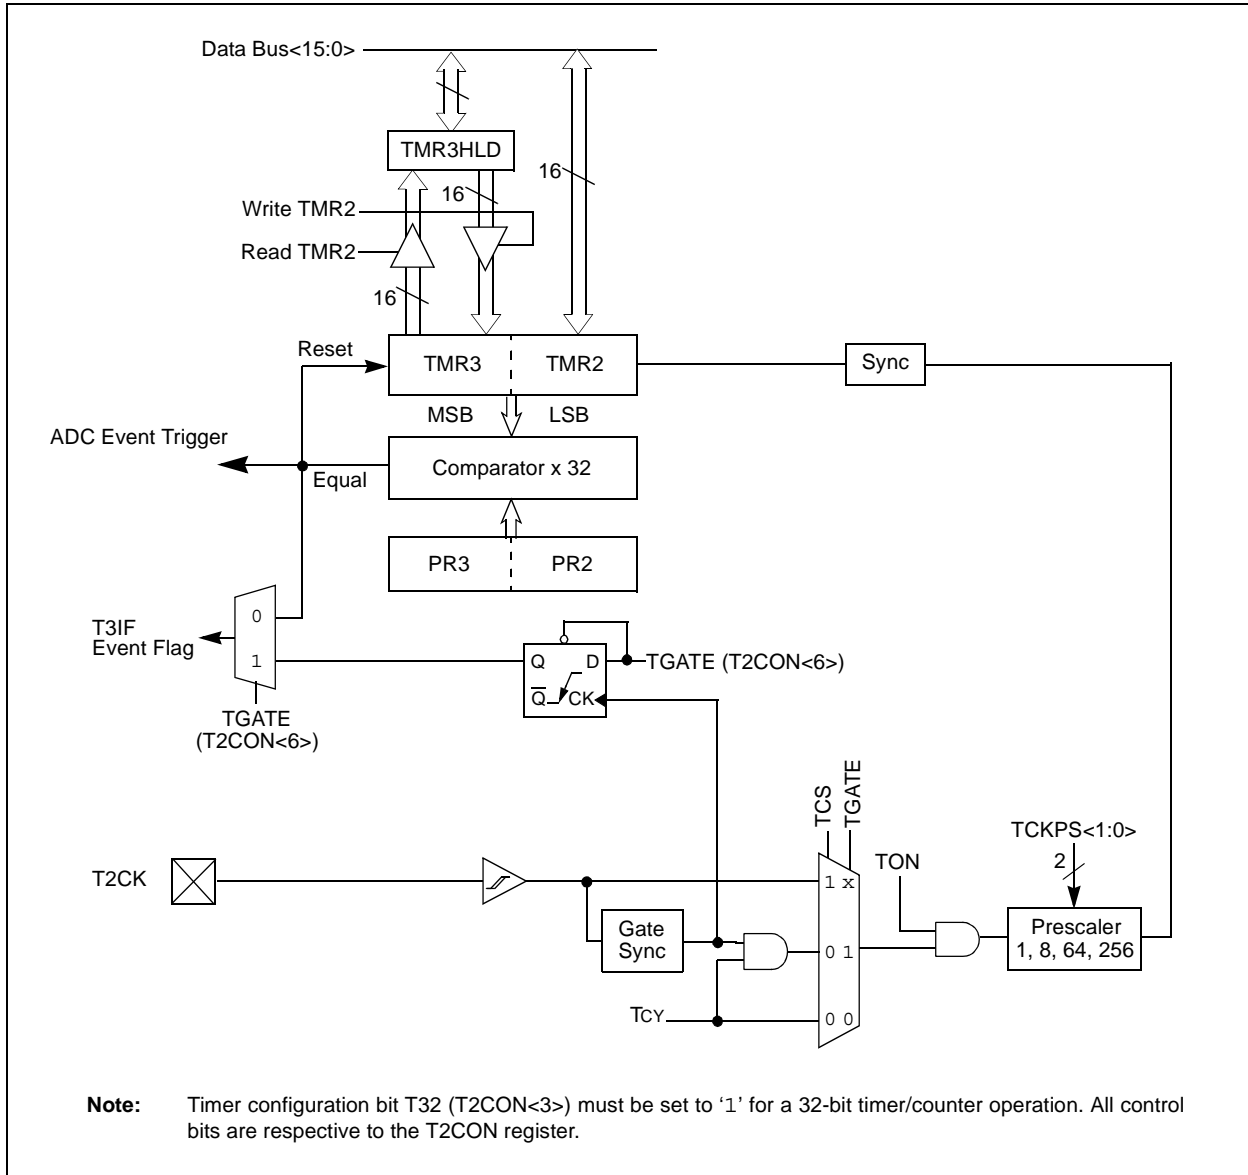 Data Bus<15:0>
TMR3HLD
16
16
Write TMR2
Read TMR2
16
Reset
TMR3
TMR2
Sync
MSB
LSB
ADC Event Trigger
Equal
Comparator x 32
PR3
PR2
0
T3IF
Event Flag
1
Q
D
TGATE (T2CON<6>)
Q
CK
TGATE
(T2CON<6>)
TCS
TGATE
TCKPS<1:0>
2
TON
T2CK
1 x
Gate
Sync
0 1
Prescaler
1, 8, 64, 256
TCY
0 0
Note: Timer configuration bit T32 (T2CON<3>) must be set to ‘1’ for a 32-bit timer/counter operation. All control
bits are respective to the T2CON register.